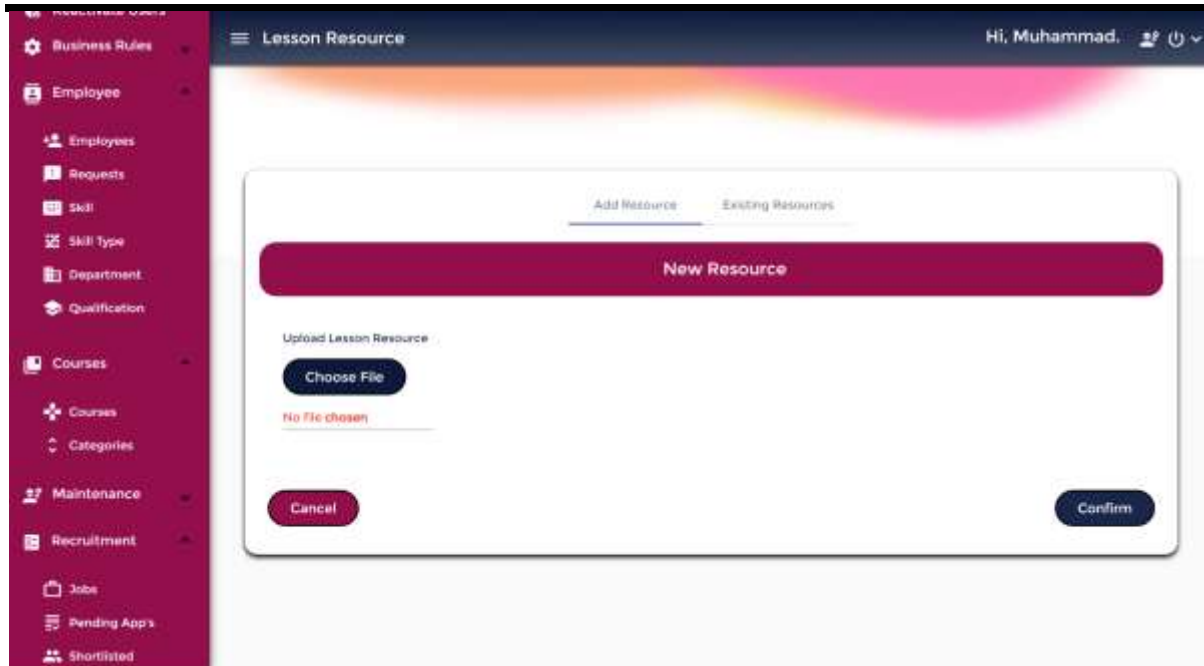 Reactivate Users
Business Rules
Employee
Employees
Requests
Skill
Skill Type
Department
Qualification
Courses
Courses
Categories
Maintenance
Recruitment
Jobs
Pending App's
Shortlisted
Lesson Resource
Hi, Muhammad.
Add Resource Existing Resources
New Resource
Upload Lesson Resource
Choose File
No file chosen
Cancel
Confirm